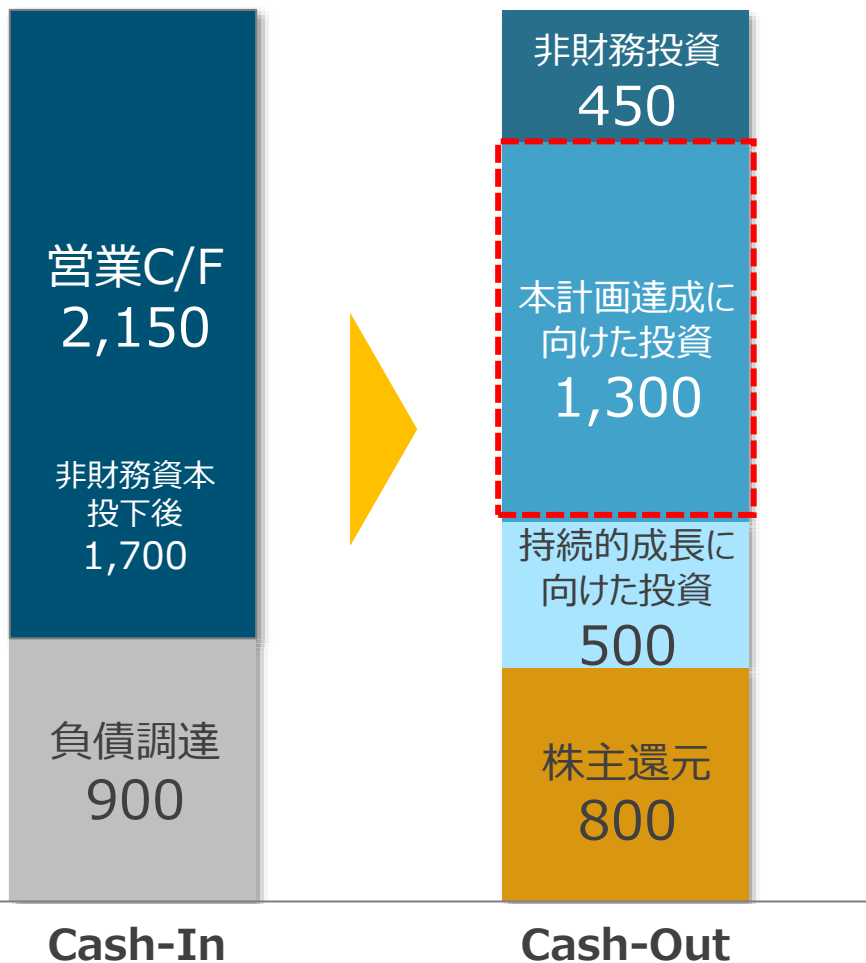 営業C/F
2,150
非財務資本
投下後
1,700
負債調達
900
Cash-In
非財務投資
450
本計画達成に
向けた投資
1,300
持続的成長に
向けた投資
500
株主還元
800
Cash-Out